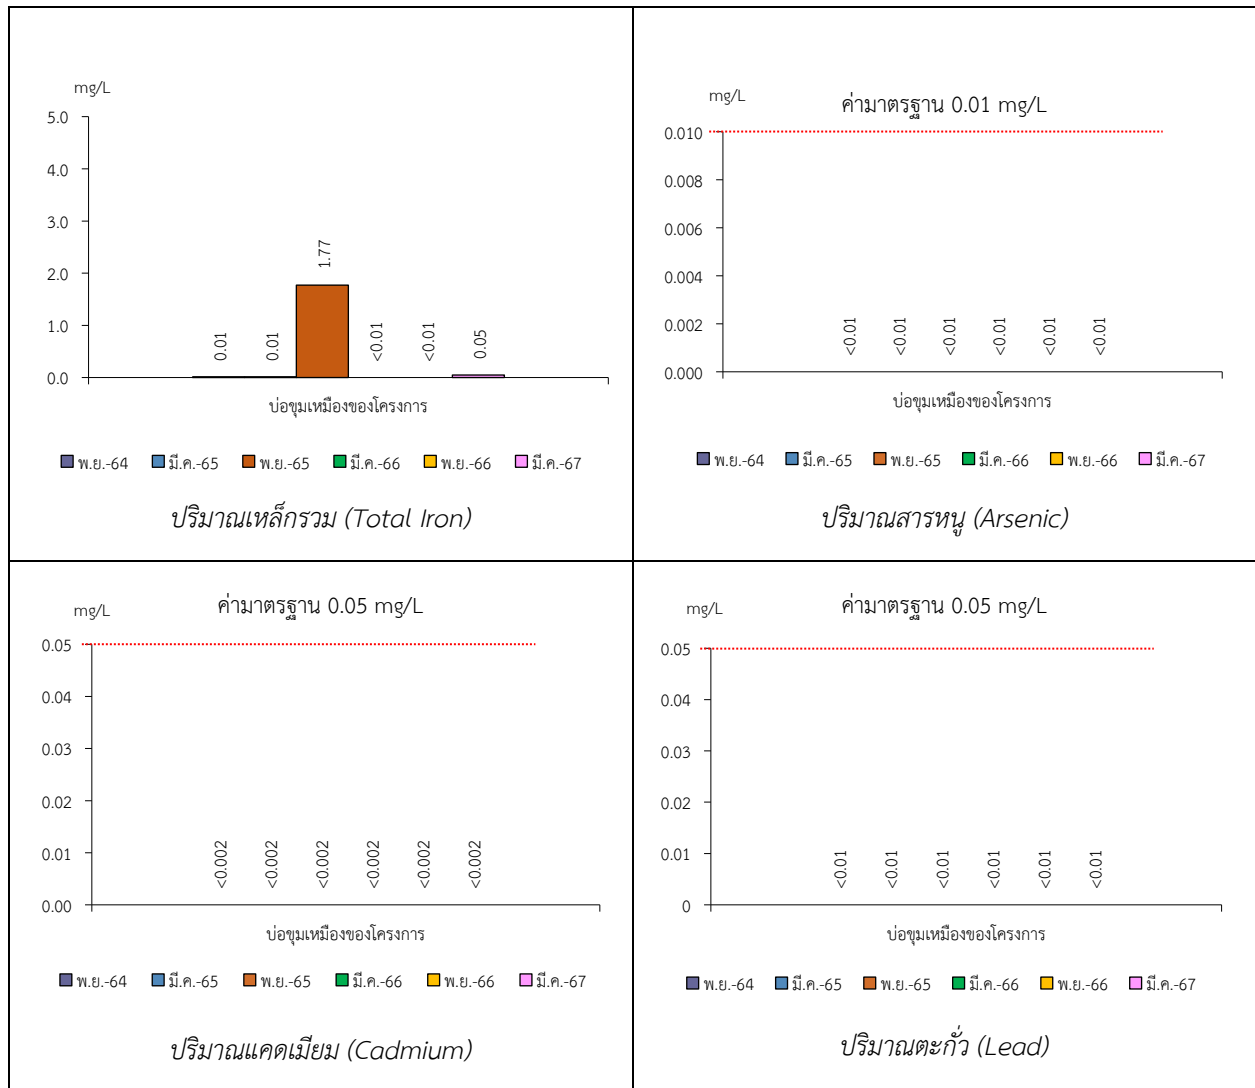 mg/L
5.0
4.0
3.0
2.0
1.0
0.0
0.01
0.01
1.77
<0.01
<0.01
0.05
บ่อขุมเหมืองของโครงการ
พ.ย.-64 มี.ค.-65 พ.ย.-65 มี.ค.-66 พ.ย.-66 มี.ค.-67
ปริมาณเหล็กรวม (Total Iron)
mg/L
ค่ามาตรฐาน 0.01 mg/L
0.010
0.008
0.006
0.004
0.002
0.000
<0.01
<0.01
<0.01
<0.01
<0.01
<0.01
บ่อขุมเหมืองของโครงการ
พ.ย.-64 มี.ค.-65 พ.ย.-65 มี.ค.-66 พ.ย.-66 มี.ค.-67
ปริมาณสารหนู (Arsenic)
mg/L
ค่ามาตรฐาน 0.05 mg/L
0.05
0.04
0.03
0.02
0.01
0.00
<0.002
<0.002
<0.002
<0.002
<0.002
<0.002
บ่อขุมเหมืองของโครงการ
พ.ย.-64 มี.ค.-65 พ.ย.-65 มี.ค.-66 พ.ย.-66 มี.ค.-67
ปริมาณแคดเมียม (Cadmium)
mg/L
ค่ามาตรฐาน 0.05 mg/L
0.05
0.04
0.03
0.02
0.01
0
<0.01
<0.01
<0.01
<0.01
<0.01
<0.01
บ่อขุมเหมืองของโครงการ
พ.ย.-64 มี.ค.-65 พ.ย.-65 มี.ค.-66 พ.ย.-66 มี.ค.-67
ปริมาณตะกั่ว (Lead)